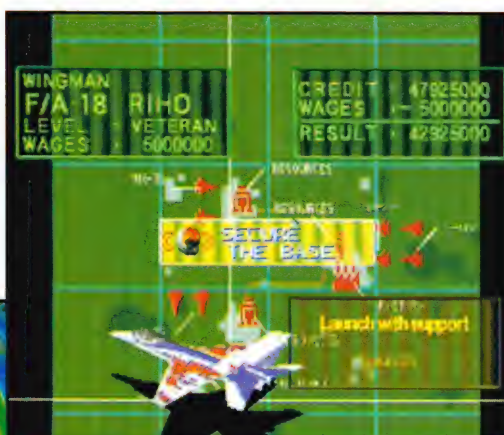 WINGMAN
F/A-18 RIHO
LEVEL : VETERAN
WAGES : 5000000
CREDIT : 47925000
WAGES : - 5000000
RESULT : 42925000
RESOURCES
RESOURCES
SECURE
THE BASE
Launch with support